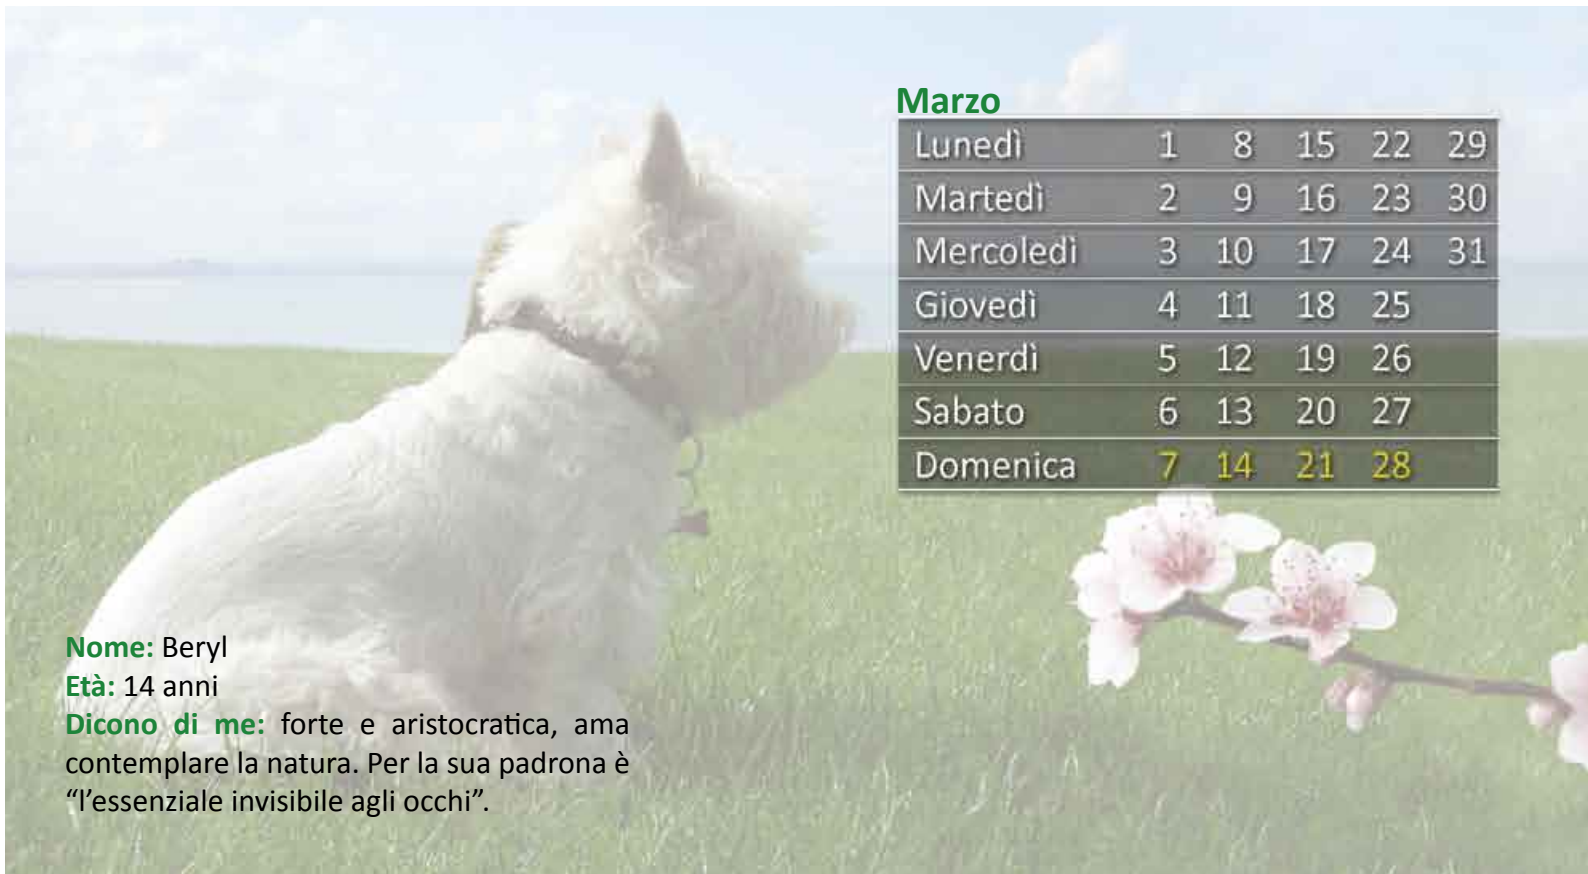 Marzo
Lunedì 1 8 15 22 29
Martedì 2 9 16 23 30
Mercoledì 3 10 17 24 31
Giovedì 4 11 18 25
Venerdì 5 12 19 26
Sabato 6 13 20 27
Domenica 7 14 21 28
Nome: Beryl
Età: 14 anni
Dicono di me: forte e aristocratica, ama
contemplare la natura. Per la sua padrona è
“l’essenziale invisibile agli occhi”.